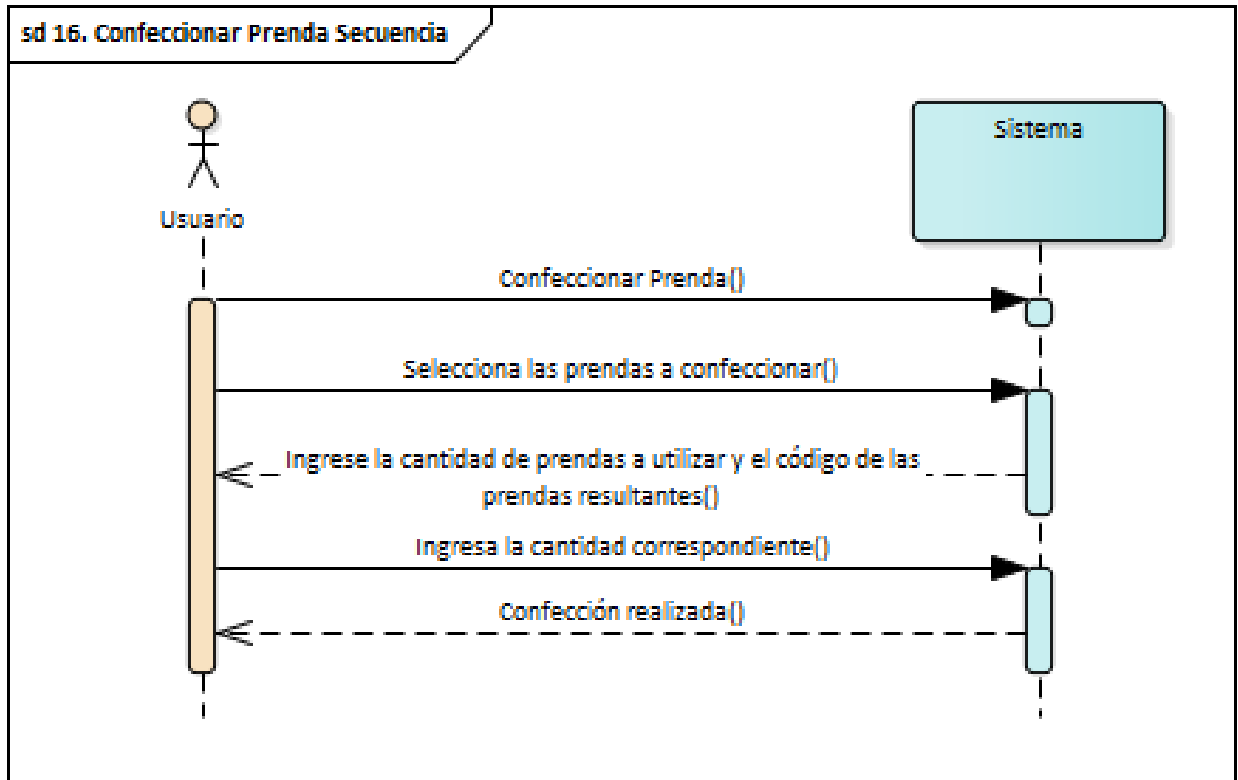 sd 16. Confeccionar Prenda Secuencia
Sistema
Usuario
Confeccionar Prenda()
Selecciona las prendas a confeccionar()
Ingrese la cantidad de prendas a utilizar y el código de las
prendas resultantes()
Ingresa la cantidad correspondiente()
Confección realizada()